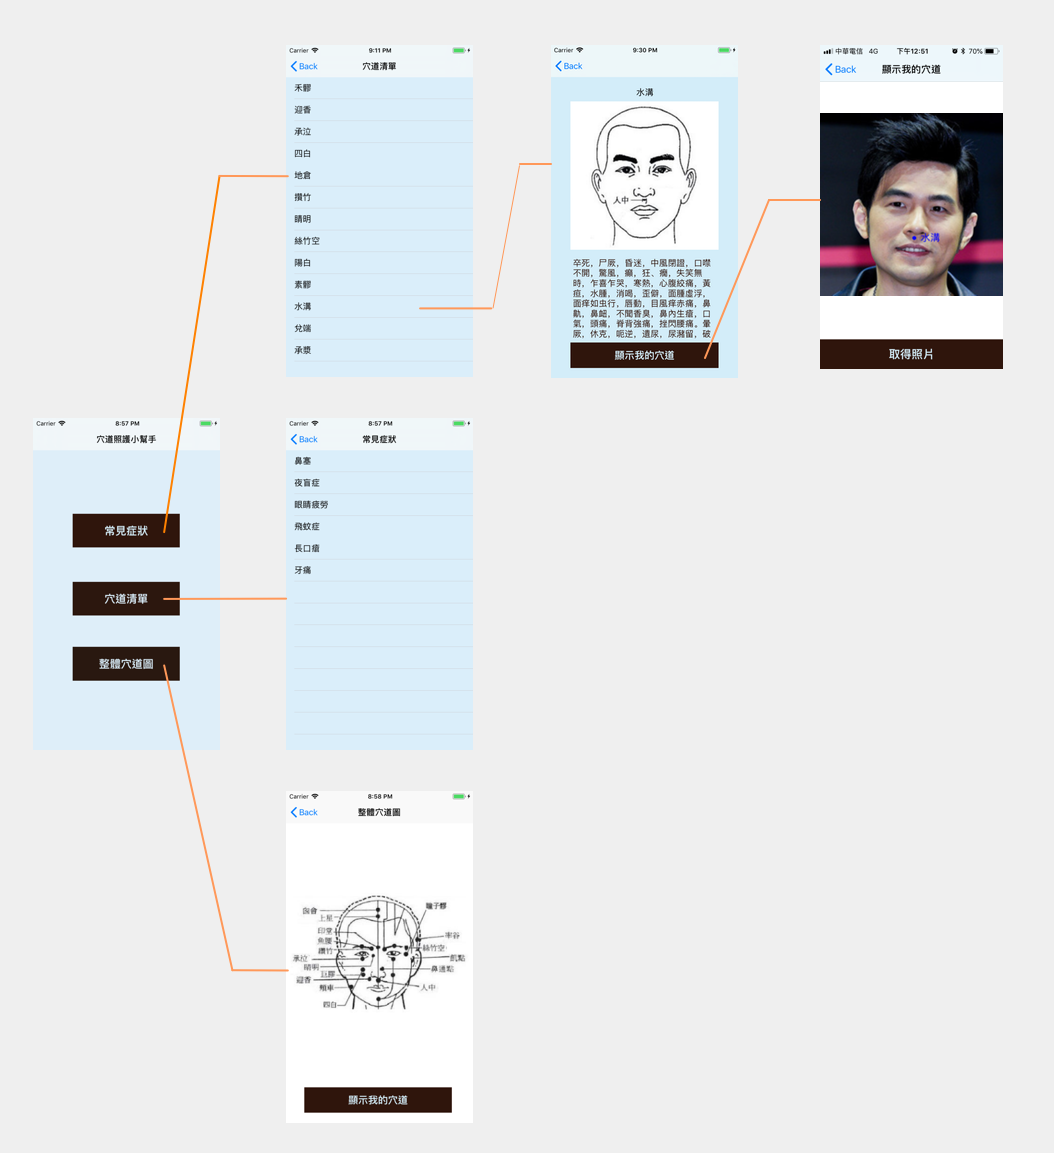 Carrier 9:11 PM
Back 穴道清單
禾髎
迎香
承泣
四白
地倉
攢竹
睛明
絲竹空
陽白
素髎
水溝
兌端
承漿
Carrier 9:30 PM
Back
水溝
人中
卒死，尸厥，昏迷，中風閉證，口噤
不開，驚風，癲，狂、癇，失笑無
時，乍喜乍哭，寒熱，心腹絞痛，黃
疸，水腫，消喝，歪僻，面腫虛浮，
面痒如虫行，唇動，目風痒赤痛，鼻
鼽，鼻衄，不聞香臭，鼻內生瘡，口
氣，頭痛，脊背強痛，挫閃腰痛。暈
厥，休克，呃逆，遺尿，尿瀦留，破
顯示我的穴道
中華電信 4G 下午12:51 70%
Back 顯示我的穴道
水溝
取得照片
Carrier 8:57 PM
穴道照護小幫手
常見症狀
穴道清單
整體穴道圖
Carrier 8:57 PM
Back 常見症狀
鼻塞
夜盲症
眼睛疲勞
飛蚊症
長口瘡
牙痛
Carrier 8:58 PM
Back 整體穴道圖
上星
印堂
魚腰
攢竹
承泣
睛明
巨髎
迎香
頰車
四白
瞳子髎
率谷
絲竹空
鼻通點
人中
顯示我的穴道